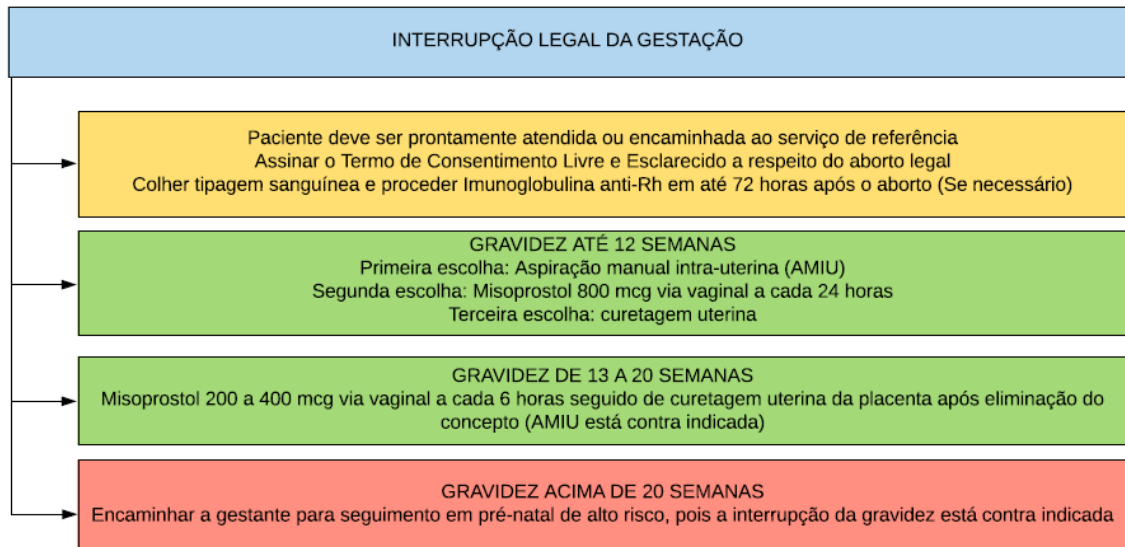 INTERRUPÇÃO LEGAL DA GESTAÇÃO
Paciente deve ser prontamente atendida ou encaminhada ao serviço de referência
Assinar o Termo de Consentimento Livre e Esclarecido a respeito do aborto legal
Colher tipagem sanguínea e proceder Imunoglobulina anti-Rh em até 72 horas após o aborto (Se necessário)
GRAVIDEZ ATÉ 12 SEMANAS
Primeira escolha: Aspiração manual intra-uterina (AMIU)
Segunda escolha: Misoprostol 800 mcg via vaginal a cada 24 horas
Terceira escolha: curetagem uterina
GRAVIDEZ DE 13 A 20 SEMANAS
Misoprostol 200 a 400 mcg via vaginal a cada 6 horas seguido de curetagem uterina da placenta após eliminação do
concepto (AMIU está contra indicada)
GRAVIDEZ ACIMA DE 20 SEMANAS
Encaminhar a gestante para seguimento em pré-natal de alto risco, pois a interrupção da gravidez está contra indicada